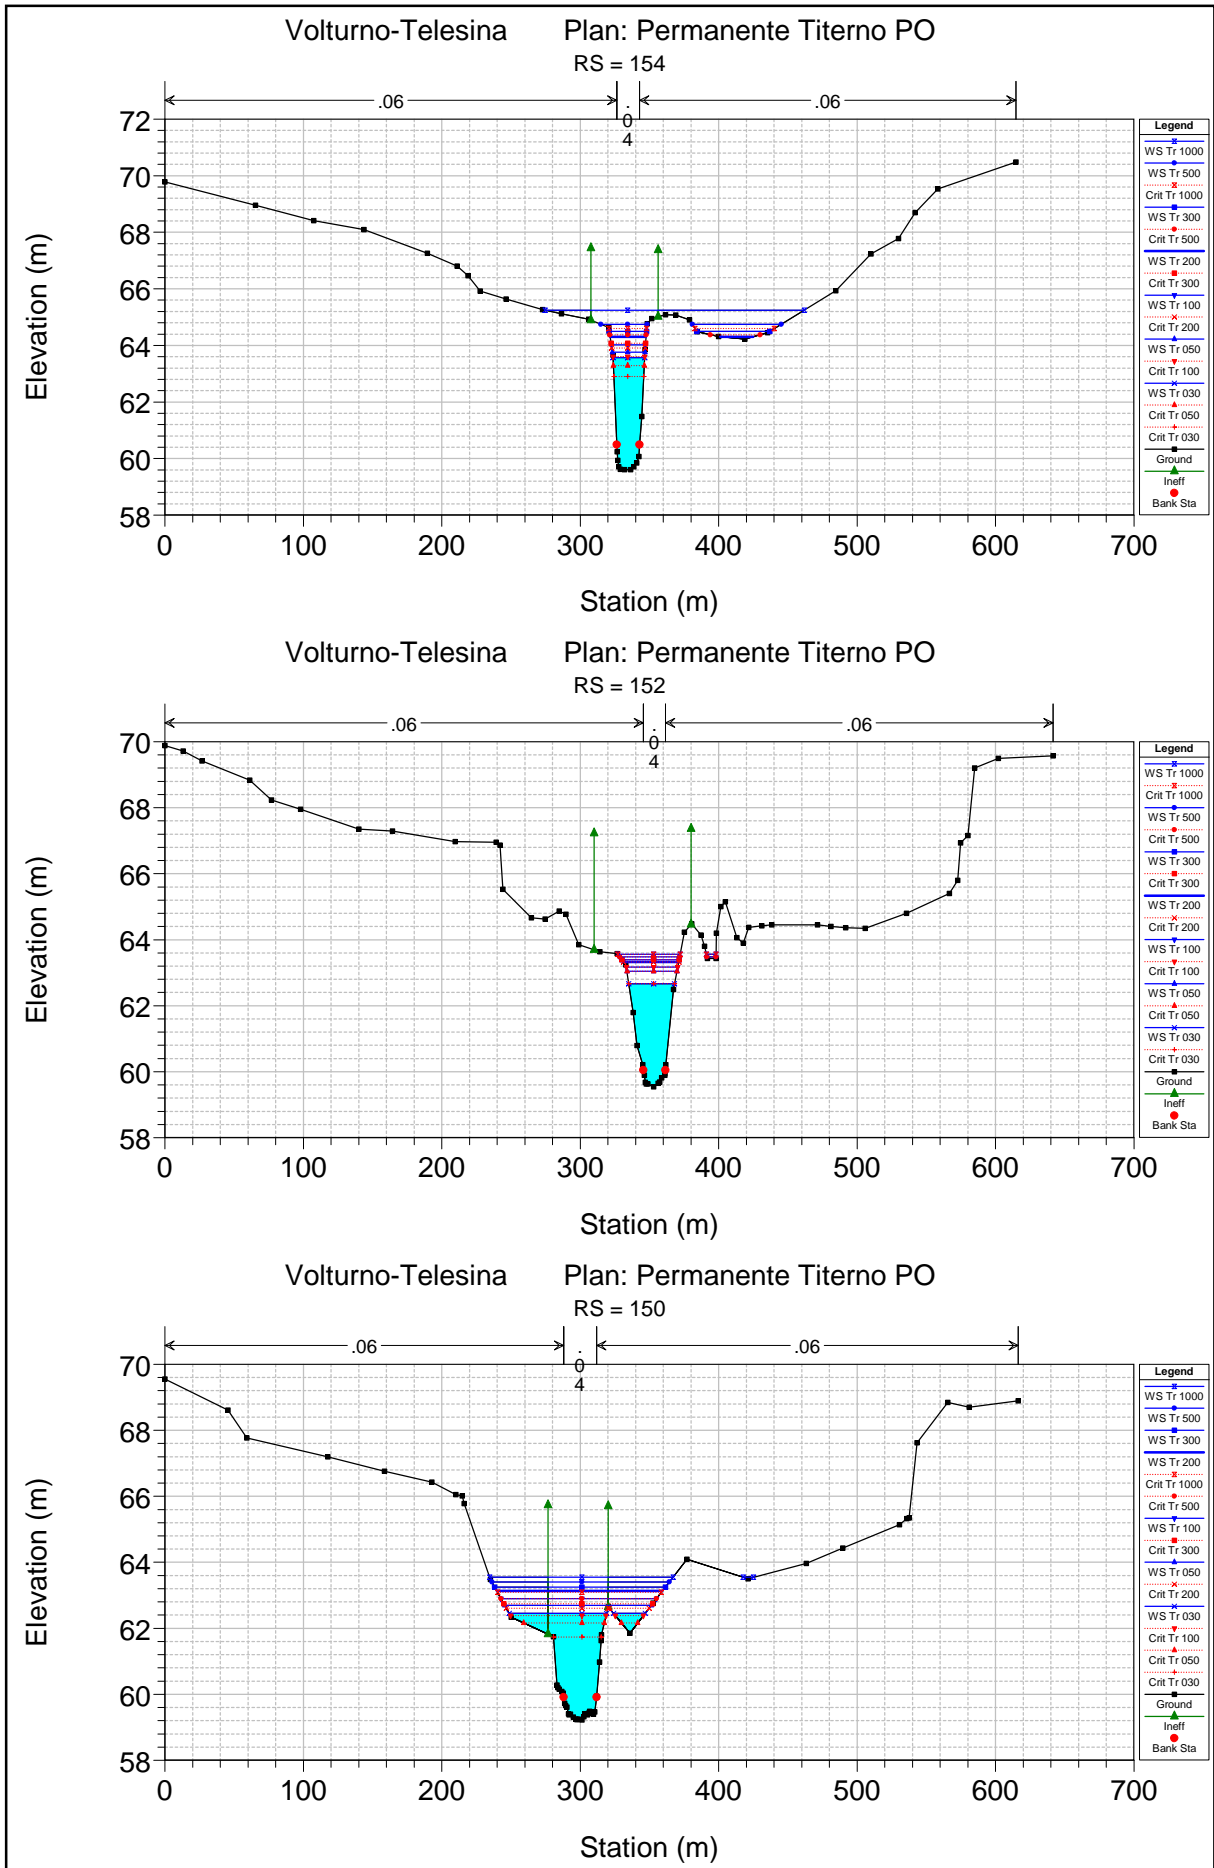 Volturno-Telesina Plan: Permanente Titerno PO
RS = 154
.06 .04 .06
Elevation (m)
72
70
68
66
64
62
60
58
0 100 200 300 400 500 600 700
Station (m)
Legend
WS Tr 1000
WS Tr 500
Crit Tr 1000
WS Tr 300
Crit Tr 500
WS Tr 200
Crit Tr 300
WS Tr 100
Crit Tr 200
WS Tr 050
Crit Tr 100
WS Tr 030
Crit Tr 050
Crit Tr 030
Ground
Ineff
Bank Sta
Volturno-Telesina Plan: Permanente Titerno PO
RS = 152
.06 .04 .06
Elevation (m)
70
68
66
64
62
60
58
0 100 200 300 400 500 600 700
Station (m)
Legend
WS Tr 1000
Crit Tr 1000
WS Tr 500
Crit Tr 500
WS Tr 300
Crit Tr 300
WS Tr 200
Crit Tr 200
WS Tr 100
Crit Tr 100
WS Tr 050
Crit Tr 050
WS Tr 030
Crit Tr 030
Ground
Ineff
Bank Sta
Volturno-Telesina Plan: Permanente Titerno PO
RS = 150
.06 .04 .06
Elevation (m)
70
68
66
64
62
60
58
0 100 200 300 400 500 600 700
Station (m)
Legend
WS Tr 1000
WS Tr 500
WS Tr 300
WS Tr 200
Crit Tr 1000
Crit Tr 500
WS Tr 100
Crit Tr 300
WS Tr 050
Crit Tr 200
WS Tr 030
Crit Tr 100
Crit Tr 050
Crit Tr 030
Ground
Ineff
Bank Sta